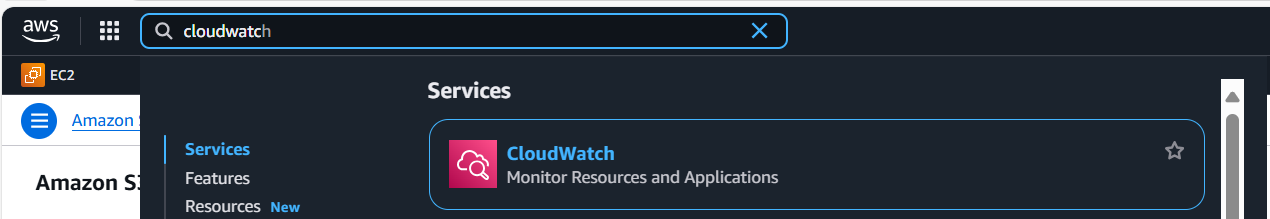 aws
cloudwatch
EC2
Services
Amazon
Services
CloudWatch
Features
Monitor Resources and Applications
Amazon S3
Resources New